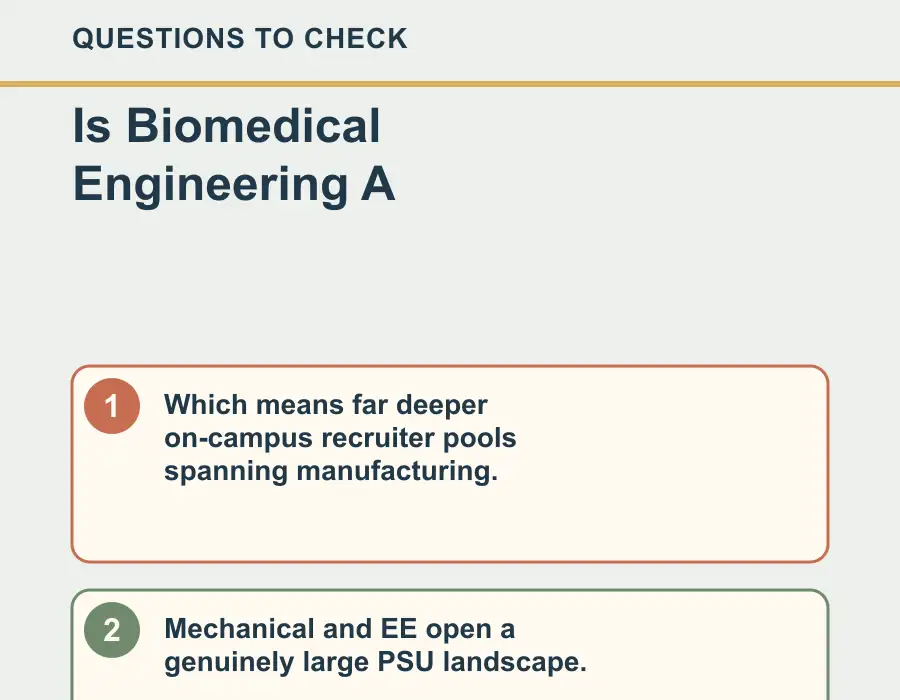 QUESTIONS TO CHECK
Is Biomedical
Engineering A
1
Which means far deeper
on-campus recruiter pools
spanning manufacturing.
2
Mechanical and EE open a
genuinely large PSU landscape.